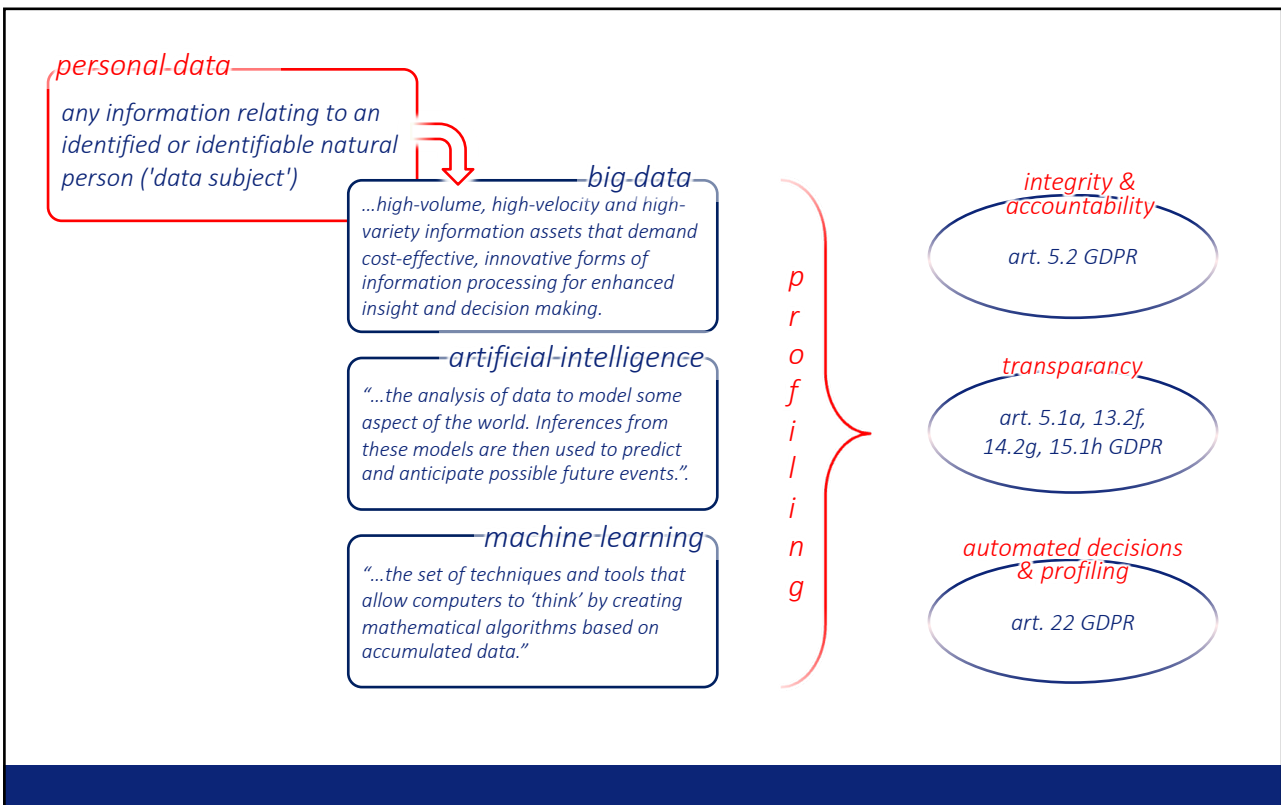 personal data
any information relating to an
identified or identifiable natural
person ('data subject')
big data
...high-volume, high-velocity and high-
variety information assets that demand
cost-effective, innovative forms of
information processing for enhanced
insight and decision making.
artificial intelligence
“...the analysis of data to model some
aspect of the world. Inferences from
these models are then used to predict
and anticipate possible future events.”.
machine learning
“...the set of techniques and tools that
allow computers to ‘think’ by creating
mathematical algorithms based on
accumulated data.”
profiling
integrity &
accountability
art. 5.2 GDPR
transparancy
art. 5.1a, 13.2f,
14.2g, 15.1h GDPR
automated decisions
& profiling
art. 22 GDPR